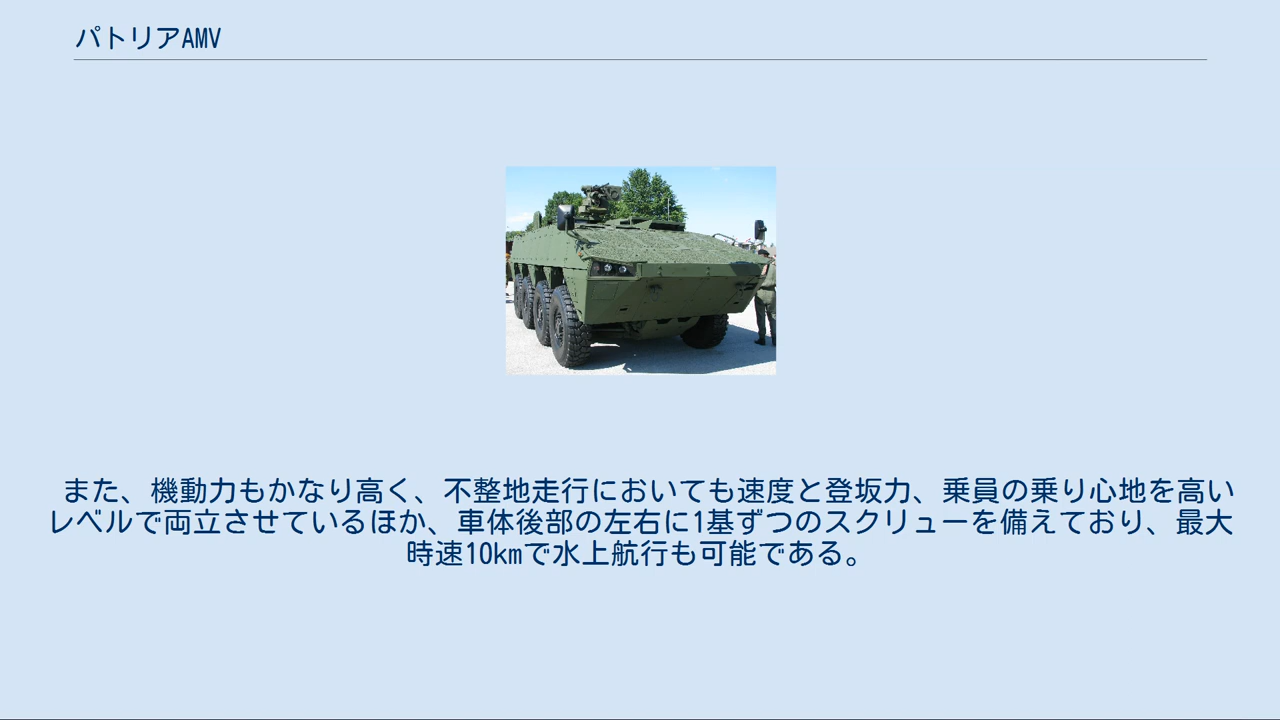 パトリアAMV
また、機動力もかなり高く、不整地走行においても速度と登坂力、乗員の乗り心地を高い
レベルで両立させているほか、車体後部の左右に1基ずつのスクリューを備えており、最大
時速10kmで水上航行も可能である。